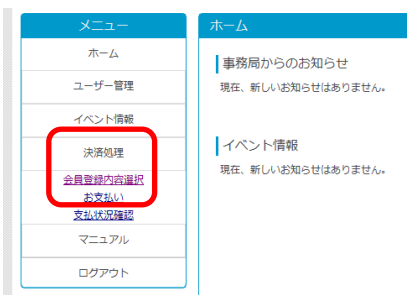 メニュー
ホーム
ユーザー管理
イベント情報
決済処理
会員登録内容選択
お支払い
支払状況確認
マニュアル
ログアウト
ホーム
事務局からのお知らせ
現在、新しいお知らせはありません。
イベント情報
現在、新しいお知らせはありません。